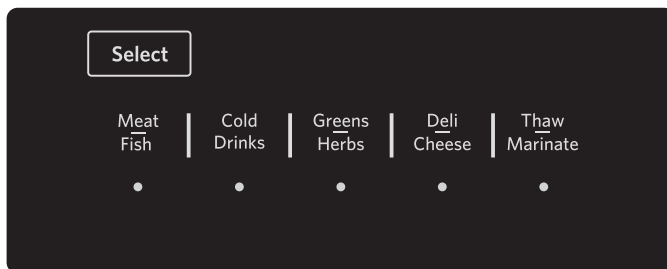 Select
Meat Cold Greens Deli Thaw
Fish Drinks Herbs Cheese Marinate